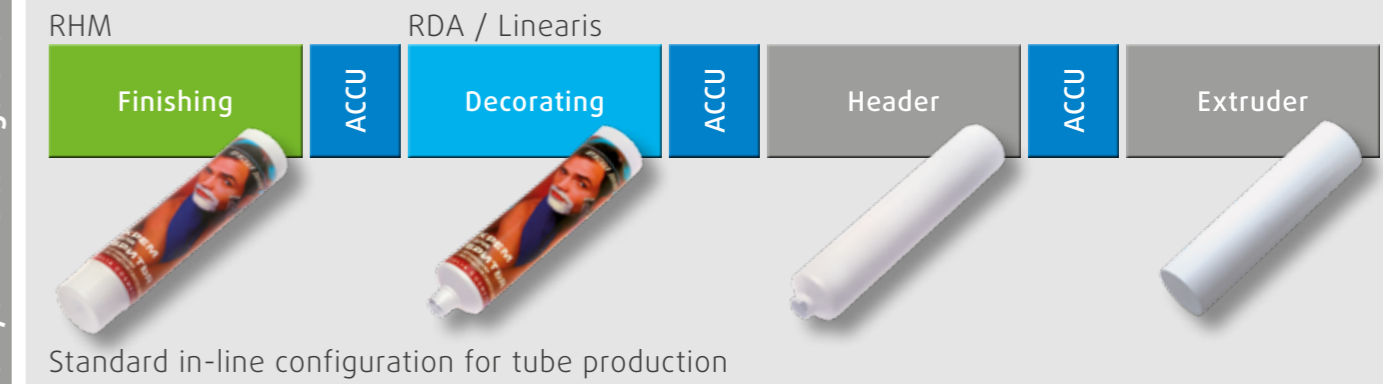 RHM
RDA / Linearis
Finishing
ACCU
Decorating
ACCU
Header
ACCU
Extruder
Standard in-line configuration for tube production